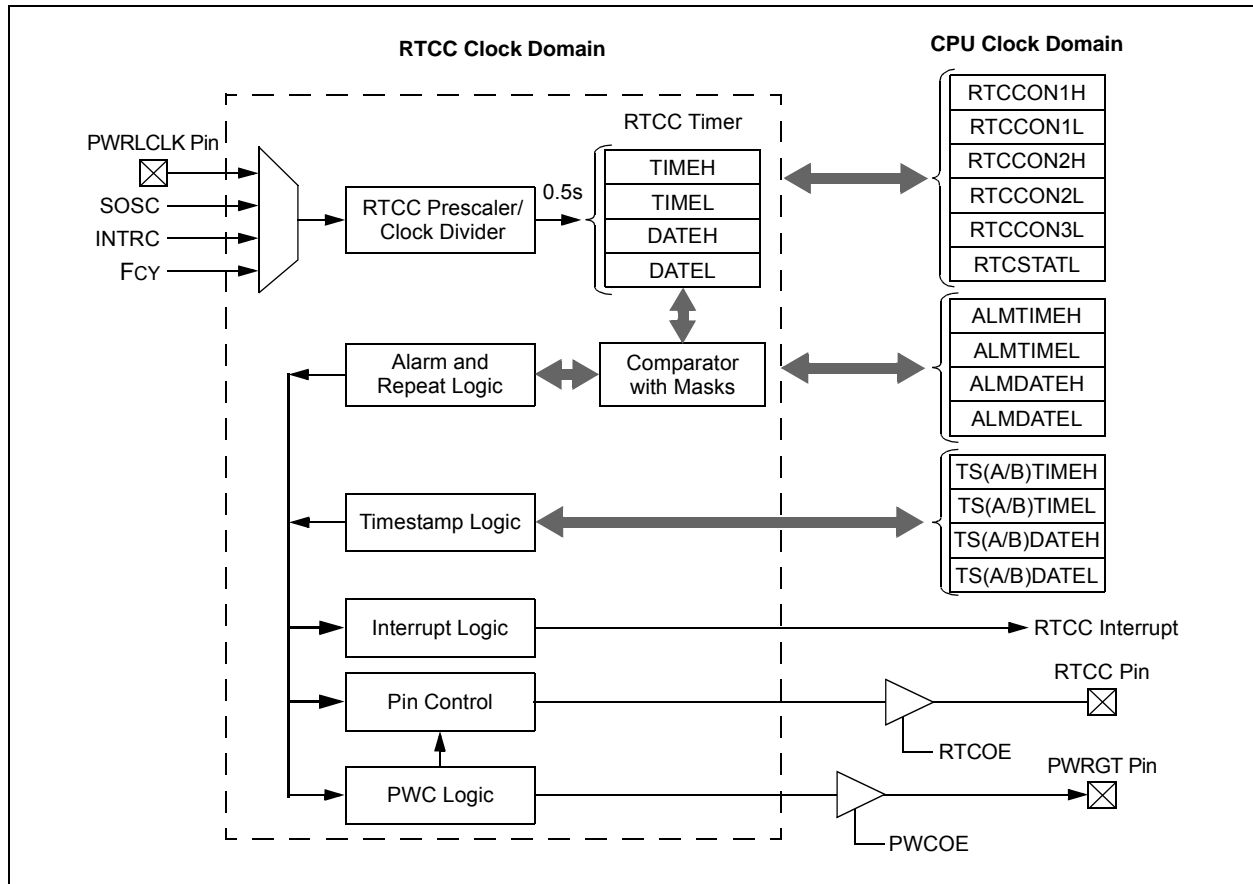 RTCC Clock Domain
CPU Clock Domain
PWRLCLK Pin
SOSC
INTRC
FCY
RTCC Prescaler/
Clock Divider
0.5s
RTCC Timer
TIMEH
TIMEL
DATEH
DATEL
RTCCON1H
RTCCON1L
RTCCON2H
RTCCON2L
RTCCON3L
RTCSTATL
Alarm and
Repeat Logic
Comparator
with Masks
ALMTIMEH
ALMTIMEL
ALMDATEH
ALMDATEL
Timestamp Logic
TS(A/B)TIMEH
TS(A/B)TIMEL
TS(A/B)DATEH
TS(A/B)DATEL
Interrupt Logic
RTCC Interrupt
Pin Control
RTCC Pin
RTCOE
PWC Logic
PWRGT Pin
PWCOE